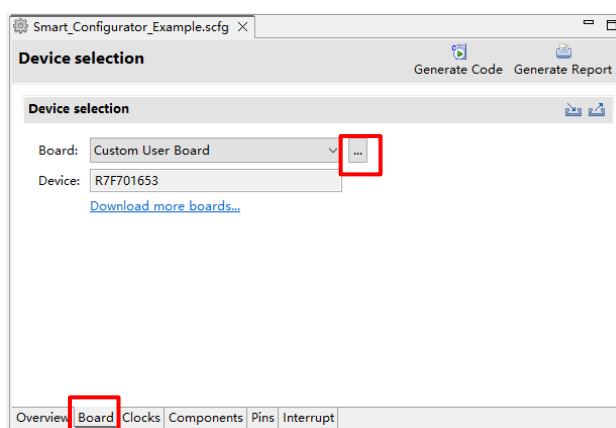 Smart_Configurator_Example.scfg
Device selection
Generate Code Generate Report
Device selection
Board: Custom User Board ...
Device: R7F701653
Download more boards...
Overview Board Clocks Components Pins Interrupt